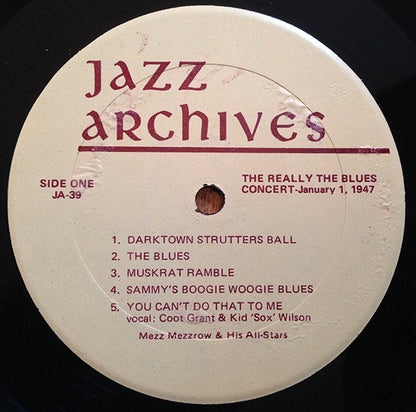 JAZZ
ARCHIVES
SIDE ONE
JA-39
THE REALLY THE BLUES
CONCERT-January 1, 1947
1. DARKTOWN STRUTTERS BALL
2. THE BLUES
3. MUSKRAT RAMBLE
4. SAMMY'S BOOGIE WOOGIE BLUES
5. YOU CAN'T DO THAT TO ME
vocal: Coot Grant & Kid 'Sox' Wilson
Mezz Mezzrow & His All-Stars